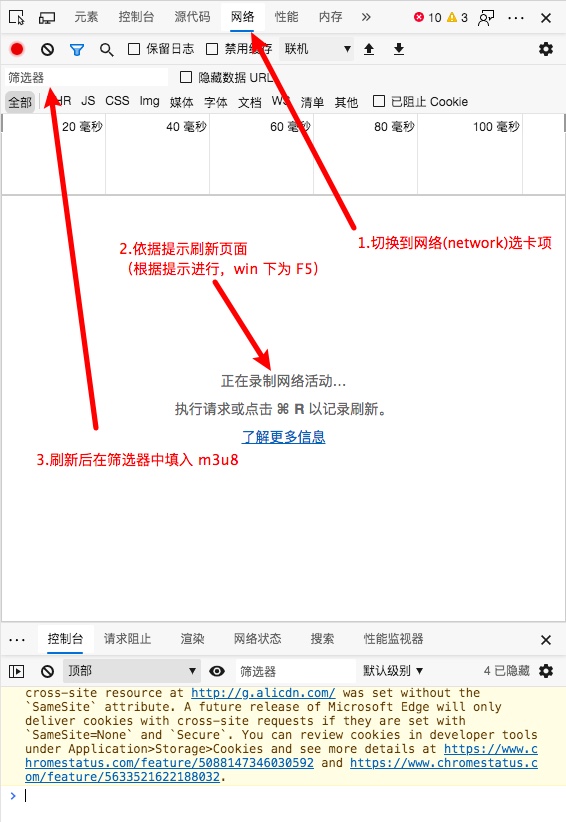 元素 控制台 源代码 网络 性能 内存 10 3
保留日志 禁用缓存 联机
筛选器 隐藏数据 URL
全部 XHR JS CSS Img 媒体 字体 文档 WS 清单 其他 已阻止 Cookie
20 毫秒 40 毫秒 60 毫秒 80 毫秒 100 毫秒
1.切换到网络(network)选卡项
2.依据提示刷新页面
（根据提示进行，win 下为 F5）
正在录制网络活动...
执行请求或点击 ⌘ R 以记录刷新。
了解更多信息
3.刷新后在筛选器中填入 m3u8
控制台 请求阻止 渲染 网络状态 搜索 性能监视器
顶部 筛选器 默认级别 4 已隐藏
cross-site resource at http://g.alicdn.com/ was set without the
`SameSite` attribute. A future release of Microsoft Edge will only
deliver cookies with cross-site requests if they are set with
`SameSite=None` and `Secure`. You can review cookies in developer tools
under Application>Storage>Cookies and see more details at https://www.c
hromestatus.com/feature/5088147346030592 and https://www.chromestatus.c
om/feature/5633521622188032.